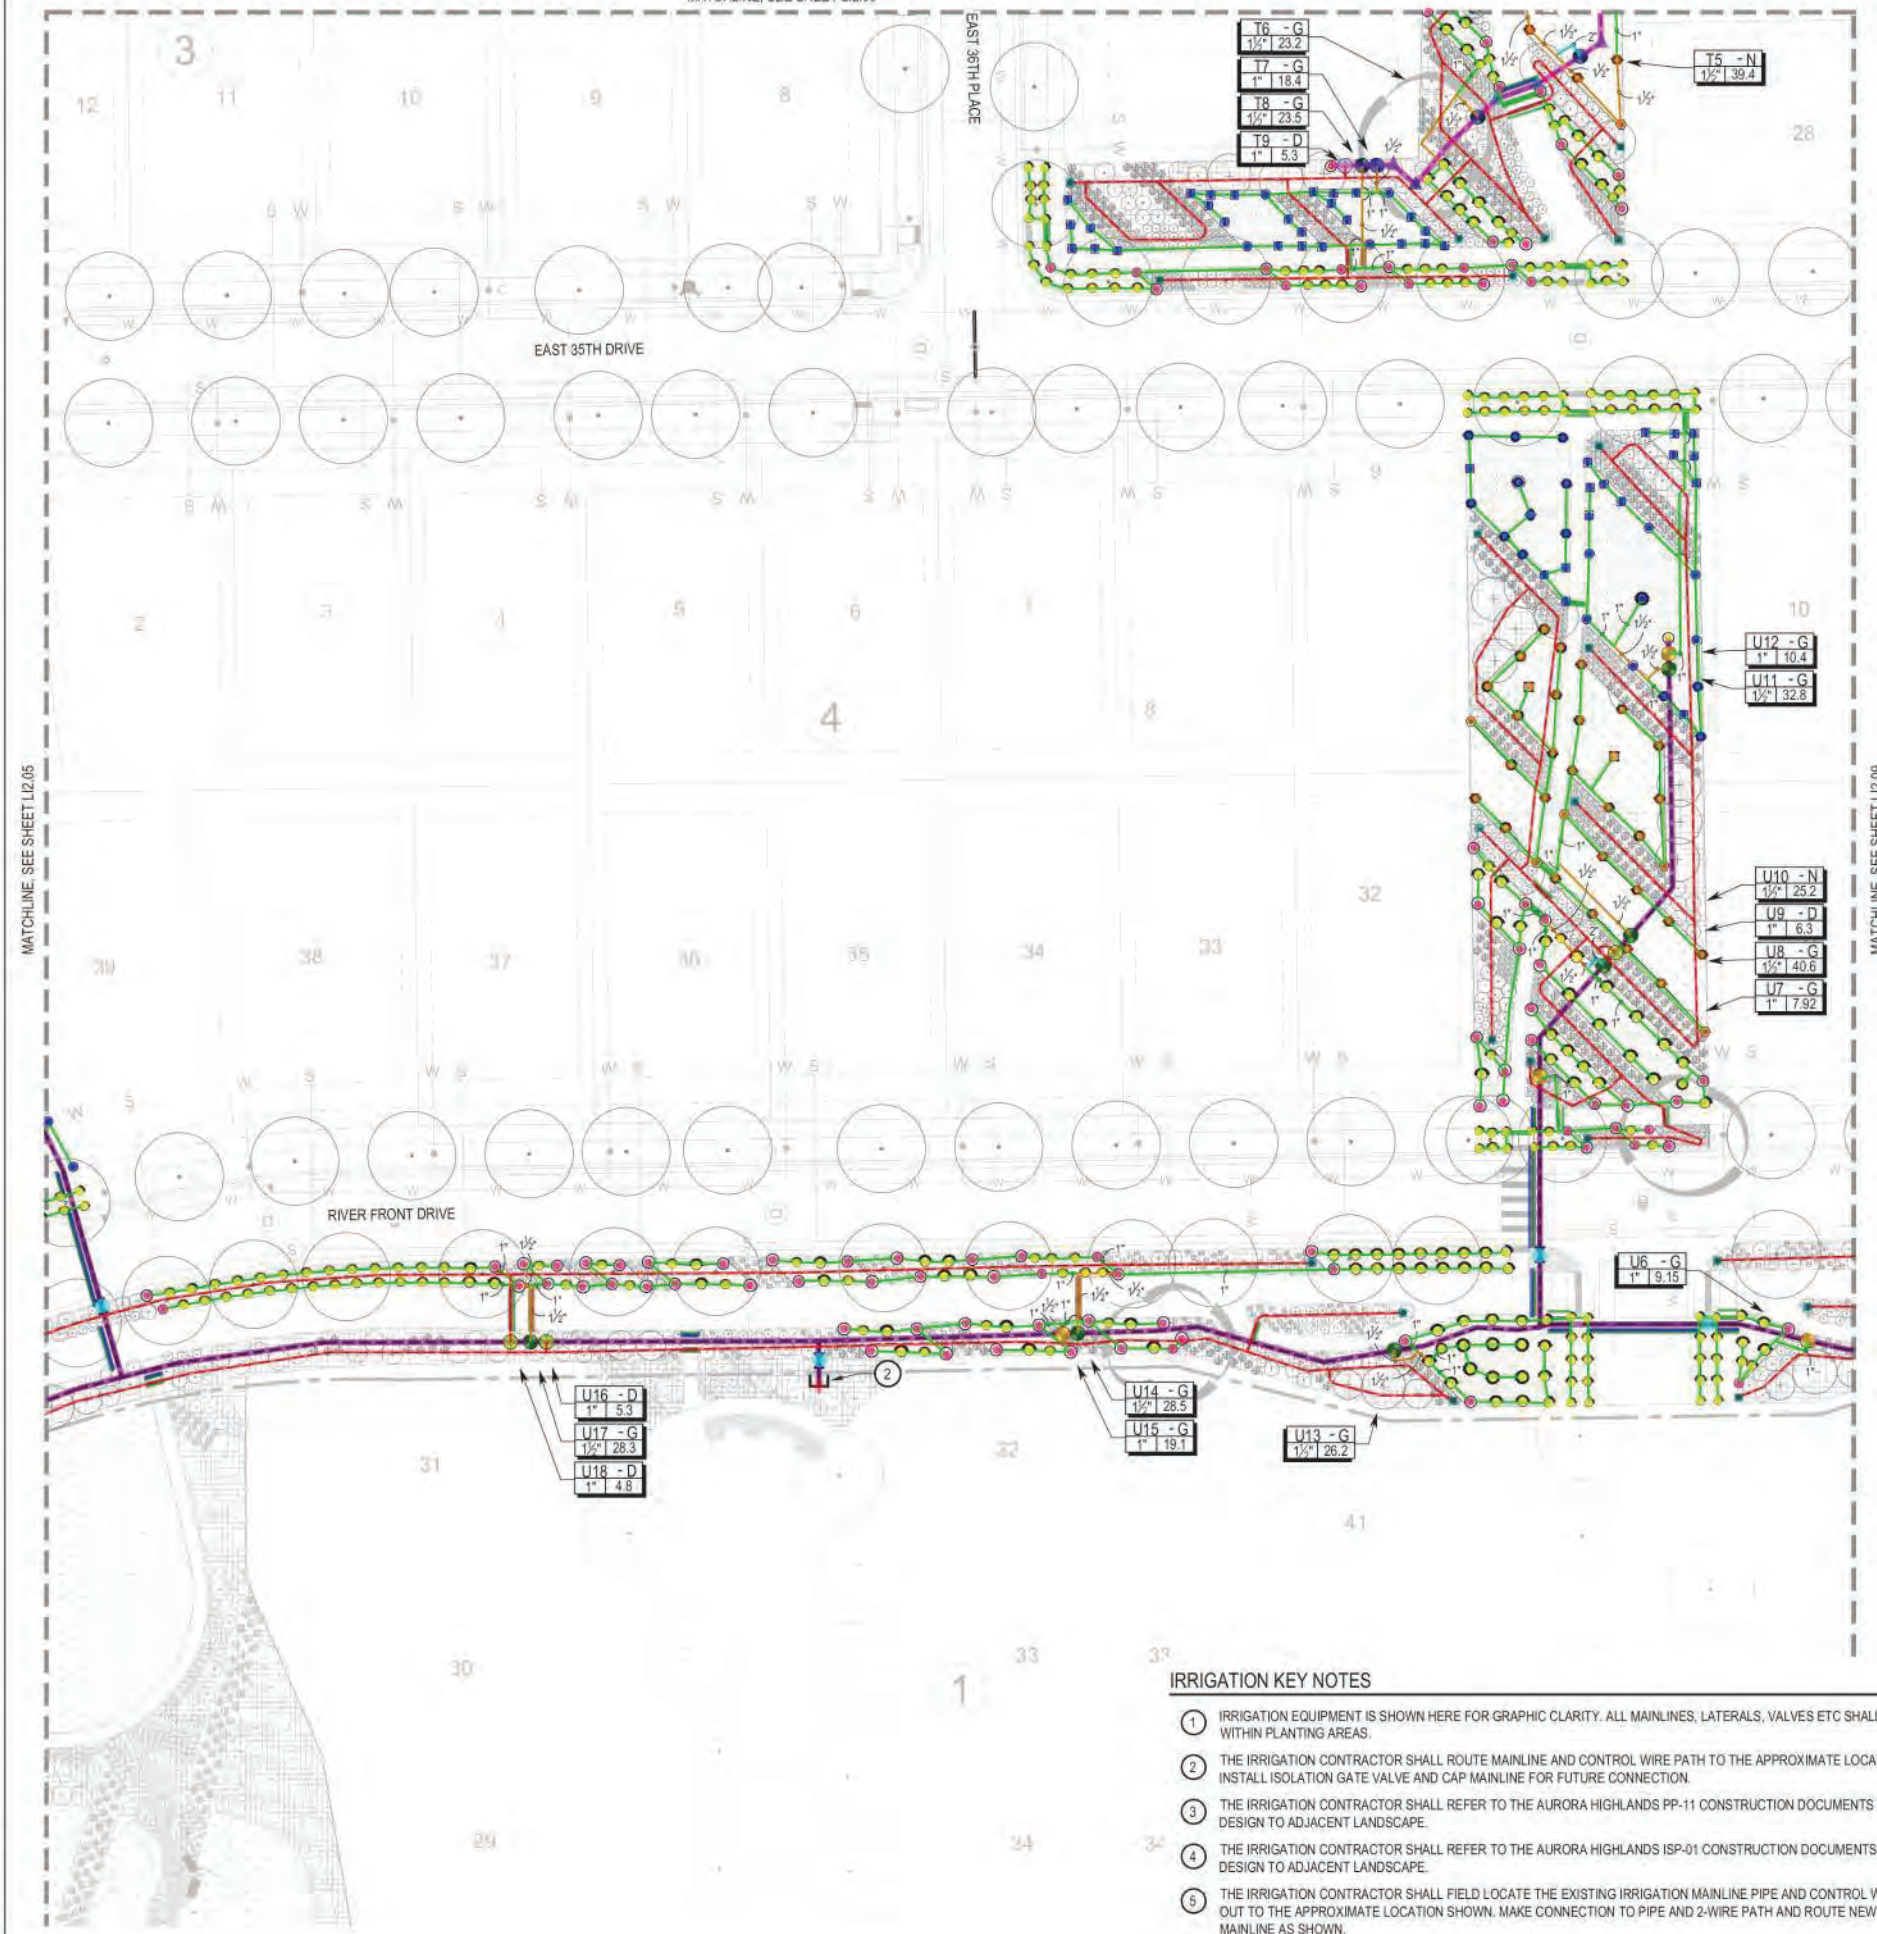 3
12
11
10
9
8
EAST 36TH PLACE
T6 - G
1½" 23.2
T7 - G
1" 18.4
T8 - G
1½" 23.5
T9 - D
1" 5.3
T5 - N
1½" 39.4
28
EAST 35TH DRIVE
9
3
4
5
6
8
4
10
U12 - G
1" 10.4
U11 - G
1½" 32.8
MATCHLINE, SEE SHEET LI2.05
32
U10 - N
1½" 25.2
U9 - D
1" 6.3
U8 - G
1½" 40.6
U7 - G
1" 7.92
39
38
37
36
35
34
33
RIVER FRONT DRIVE
U6 - G
1" 9.15
2
U16 - D
1" 5.3
U17 - G
1½" 28.3
U18 - D
1" 4.8
U14 - G
1½" 28.5
U15 - G
1" 19.1
U13 - G
1½" 26.2
31
32
41
30
33
1
29
34
IRRIGATION KEY NOTES
1 IRRIGATION EQUIPMENT IS SHOWN HERE FOR GRAPHIC CLARITY. ALL MAINLINES, LATERALS, VALVES ETC SHALL
WITHIN PLANTING AREAS.
2 THE IRRIGATION CONTRACTOR SHALL ROUTE MAINLINE AND CONTROL WIRE PATH TO THE APPROXIMATE
INSTALL ISOLATION GATE VALVE AND CAP MAINLINE FOR FUTURE CONNECTION.
3 THE IRRIGATION CONTRACTOR SHALL REFER TO THE AURORA HIGHLANDS PP-11 CONSTRUCTION DOCUMENTS
DESIGN TO ADJACENT LANDSCAPE.
4 THE IRRIGATION CONTRACTOR SHALL REFER TO THE AURORA HIGHLANDS ISP-01 CONSTRUCTION DOCUMENTS
DESIGN TO ADJACENT LANDSCAPE.
5 THE IRRIGATION CONTRACTOR SHALL FIELD LOCATE THE EXISTING IRRIGATION MAINLINE PIPE AND CONTROL
OUT TO THE APPROXIMATE LOCATION SHOWN. MAKE CONNECTION TO PIPE AND 2-WIRE PATH AND ROUTE NEW
MAINLINE AS SHOWN.